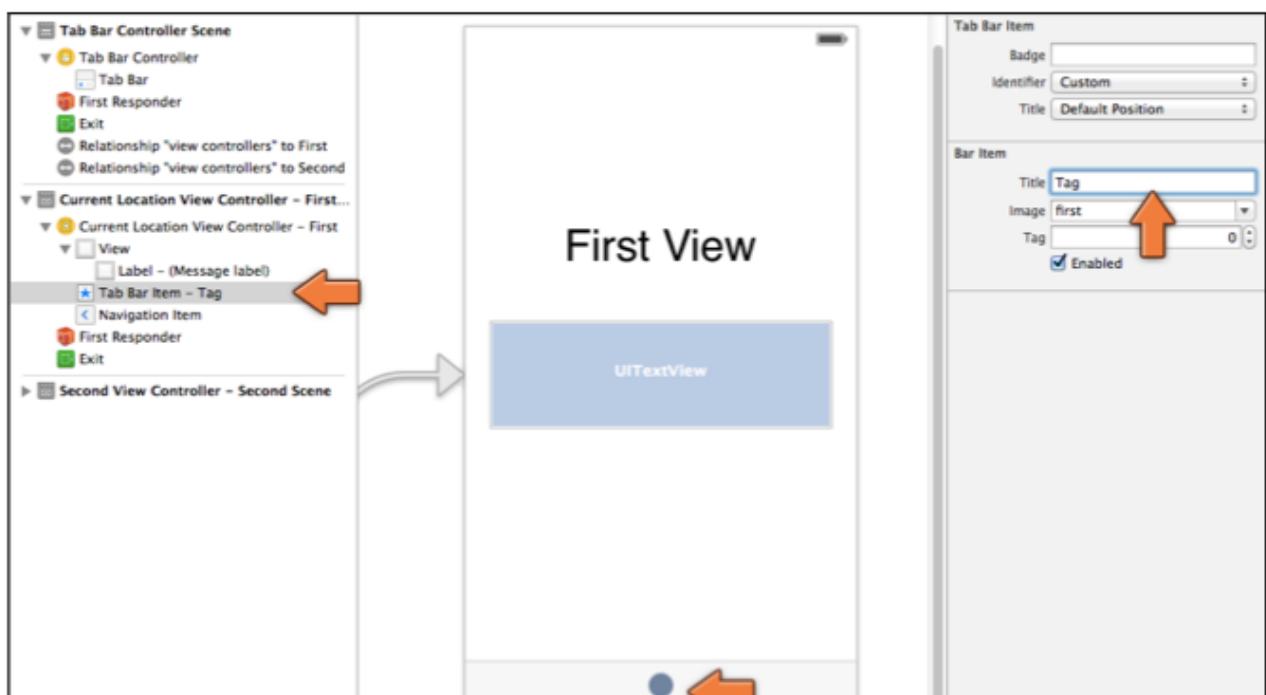 Tab Bar Controller Scene
Tab Bar Controller
Tab Bar
First Responder
Exit
Relationship "view controllers" to First
Relationship "view controllers" to Second
Current Location View Controller – First...
Current Location View Controller – First
View
Label – (Message label)
Tab Bar Item – Tag
Navigation Item
First Responder
Exit
Second View Controller – Second Scene
First View
UITextView
Tab Bar Item
Badge
Identifier Custom
Title Default Position
Bar Item
Title Tag
Image first
Tag 0
Enabled